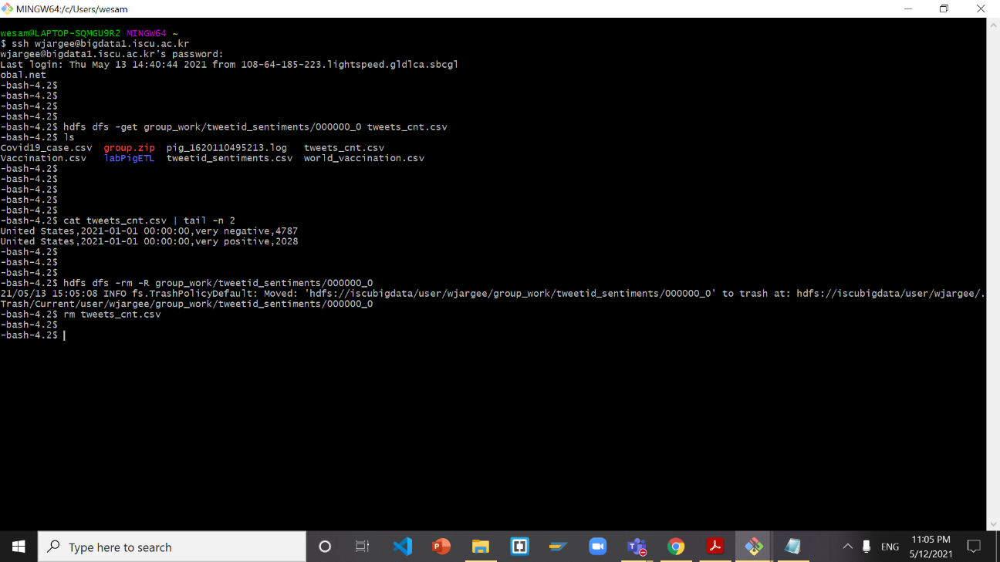 MINGW64:/c/Users/wesam
wesam@LAPTOP-SQMGU9R2 MINGW64 ~
$ ssh wjargee@bigdata1.iscu.ac.kr
wjargee@bigdata1.iscu.ac.kr's password:
Last login: Thu May 13 14:40:44 2021 from 108-64-185-223.lightspeed.gldlca.sbcgl
obal.net
-bash-4.2$
-bash-4.2$
-bash-4.2$
-bash-4.2$
-bash-4.2$ hdfs dfs -get group_work/tweetid_sentiments/000000_0 tweets_cnt.csv
-bash-4.2$ ls
Covid19_case.csv group.zip pig_1620110495213.log tweets_cnt.csv
Vaccination.csv labPigETL tweetid_sentiments.csv world_vaccination.csv
-bash-4.2$
-bash-4.2$
-bash-4.2$
-bash-4.2$
-bash-4.2$
-bash-4.2$ cat tweets_cnt.csv | tail -n 2
United States,2021-01-01 00:00:00,very negative,4787
United States,2021-01-01 00:00:00,very positive,2028
-bash-4.2$
-bash-4.2$
-bash-4.2$
-bash-4.2$ hdfs dfs -rm -R group_work/tweetid_sentiments/000000_0
21/05/13 15:05:08 INFO fs.TrashPolicyDefault: Moved: 'hdfs://iscubigdata/user/wjargee/group_work/tweetid_sentiments/000000_0' to trash at: hdfs://iscubigdata/user/wjargee/.
Trash/Current/user/wjargee/group_work/tweetid_sentiments/000000_0
-bash-4.2$ rm tweets_cnt.csv
-bash-4.2$
-bash-4.2$
Type here to search
ENG
11:05 PM
5/12/2021